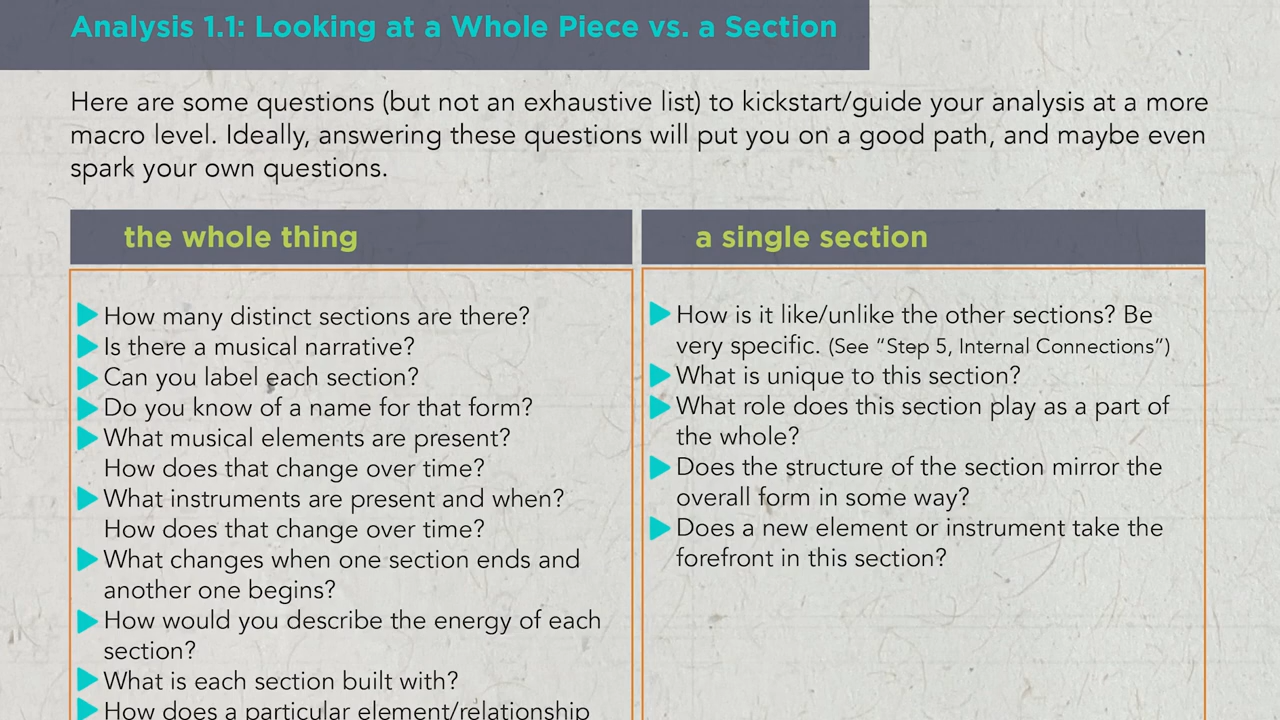 Analysis 1.1: Looking at a Whole Piece vs. a Section
Here are some questions (but not an exhaustive list) to kickstart/guide your analysis at a more
macro level. Ideally, answering these questions will put you on a good path, and maybe even
spark your own questions.
the whole thing
How many distinct sections are there?
Is there a musical narrative?
Can you label each section?
Do you know of a name for that form?
What musical elements are present?
How does that change over time?
What instruments are present and when?
How does that change over time?
What changes when one section ends and
another one begins?
How would you describe the energy of each
section?
What is each section built with?
How does a particular element/relationship
a single section
How is it like/unlike the other sections? Be
very specific. (See “Step 5, Internal Connections”)
What is unique to this section?
What role does this section play as a part of
the whole?
Does the structure of the section mirror the
overall form in some way?
Does a new element or instrument take the
forefront in this section?